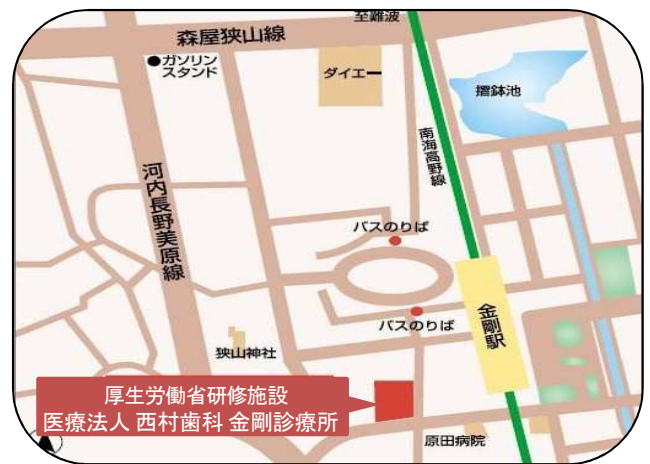 至難波
森屋狭山線
ガソリン
スタンド
ダイエー
摺鉢池
南海高野線
河内長野美原線
バスのりば
金剛駅
バスのりば
狭山神社
厚生労働省研修施設
医療法人 西村歯科 金剛診療所
原田病院